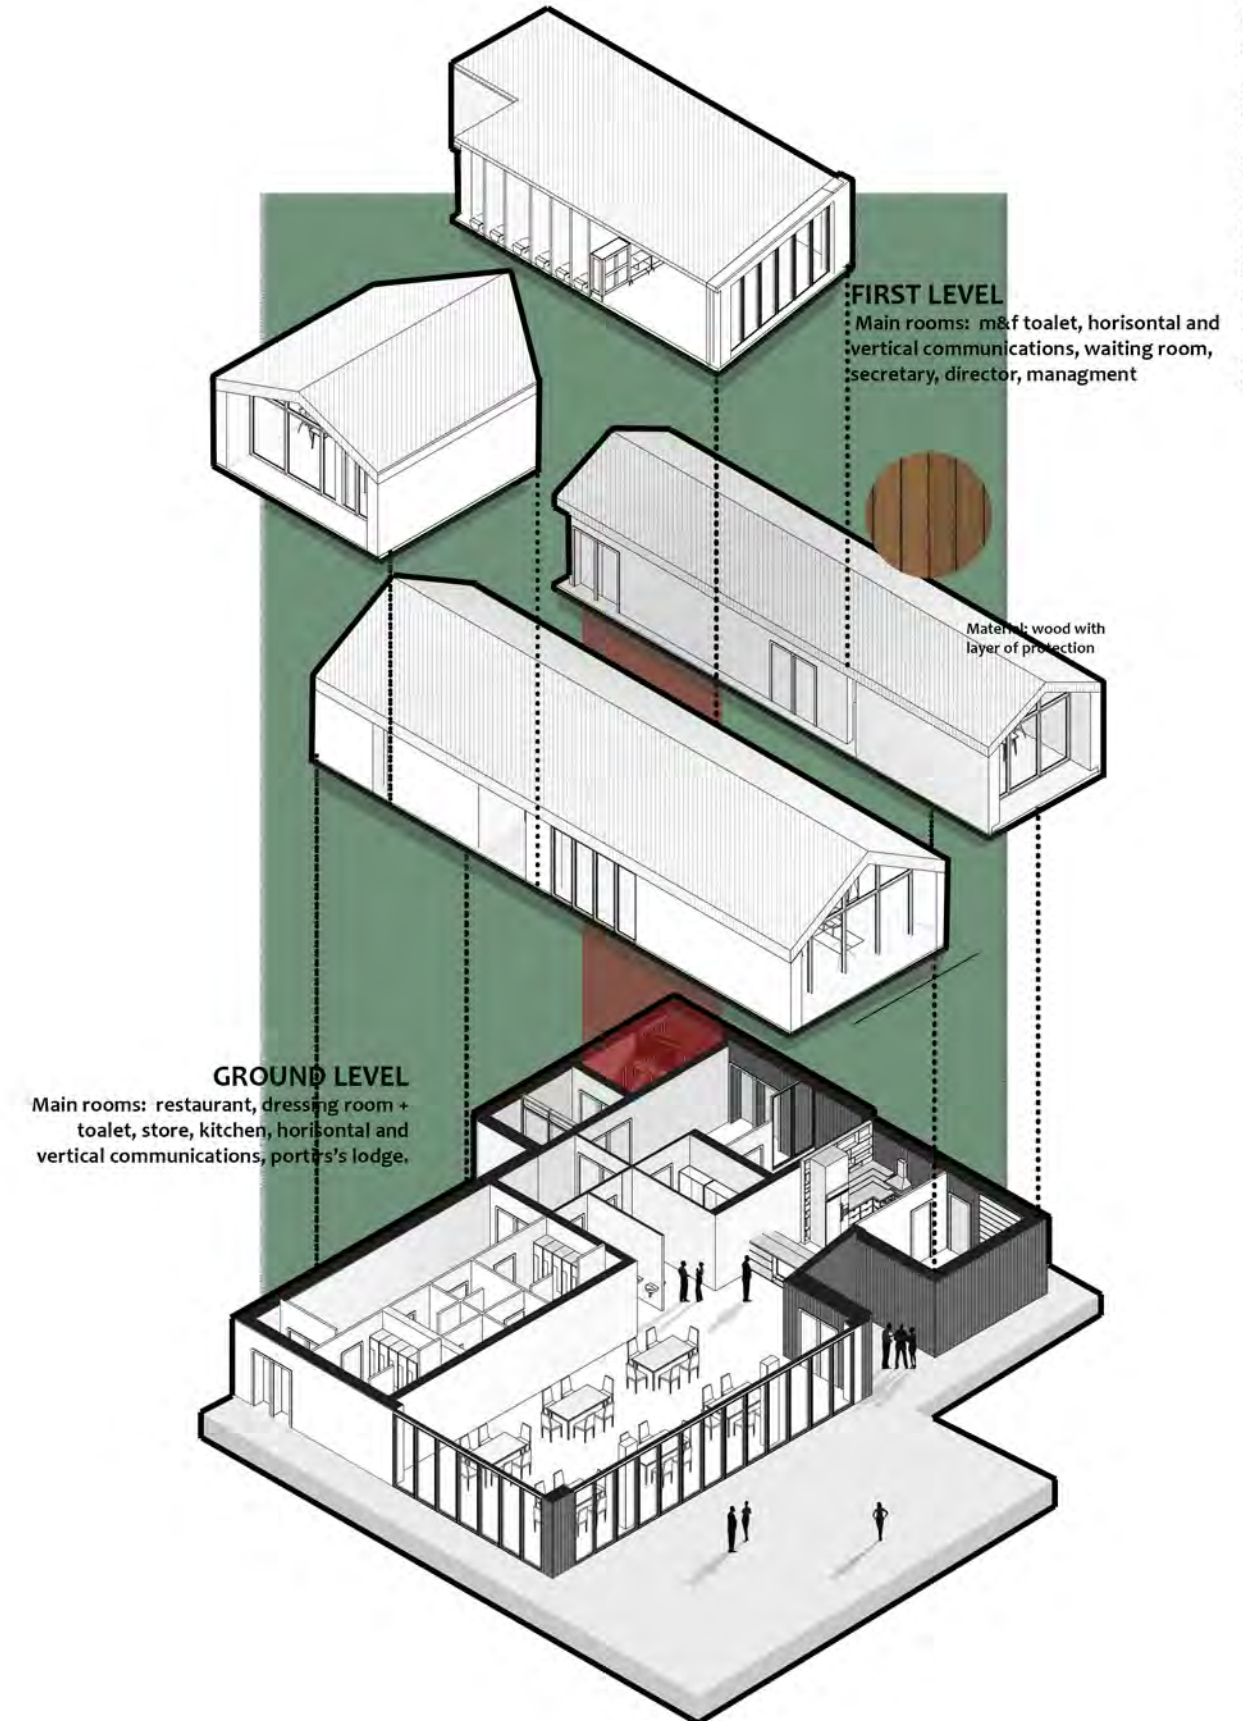 FIRST LEVEL
Main rooms: m&f toalet, horisontal and
vertical communications, waiting room,
secretary, director, managment
Material: wood with
layer of protection
GROUND LEVEL
Main rooms: restaurant, dressing room +
toalet, store, kitchen, horisontal and
vertical communications, portirs's lodge.